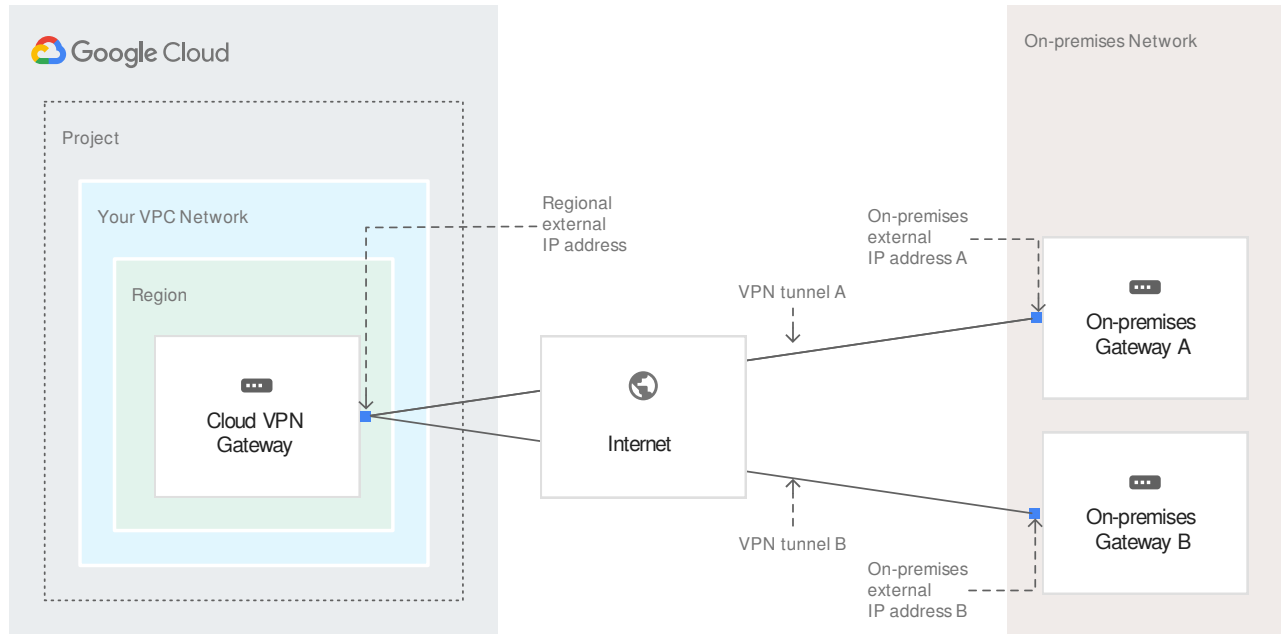 Google Cloud
On-premises Network
Project
Your VPC Network
Regional
external
IP address
On-premises
external
IP address A
Region
VPN tunnel A
On-premises
Gateway A
Cloud VPN
Gateway
Internet
On-premises
Gateway B
VPN tunnel B
On-premises
external
IP address B